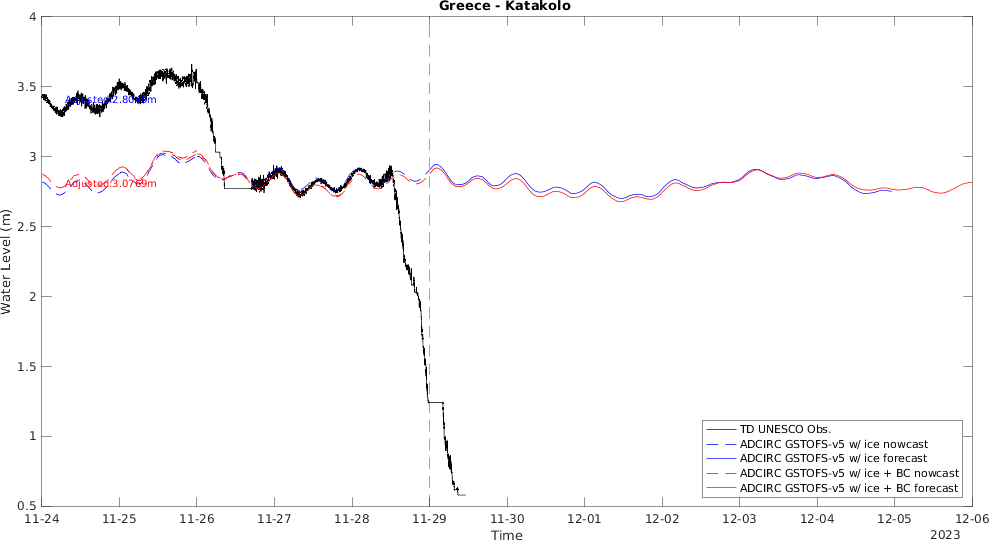 Greece - Katakolo
Water Level (m)
4
3.5
3
2.5
2
1.5
1
0.5
Adjusted:3.0769m
TD UNESCO Obs.
ADCIRC GSTOFS-v5 w/ ice nowcast
ADCIRC GSTOFS-v5 w/ ice forecast
ADCIRC GSTOFS-v5 w/ ice + BC nowcast
ADCIRC GSTOFS-v5 w/ ice + BC forecast
11-24 11-25 11-26 11-27 11-28 11-29 11-30 12-01 12-02 12-03 12-04 12-05 12-06
Time
2023